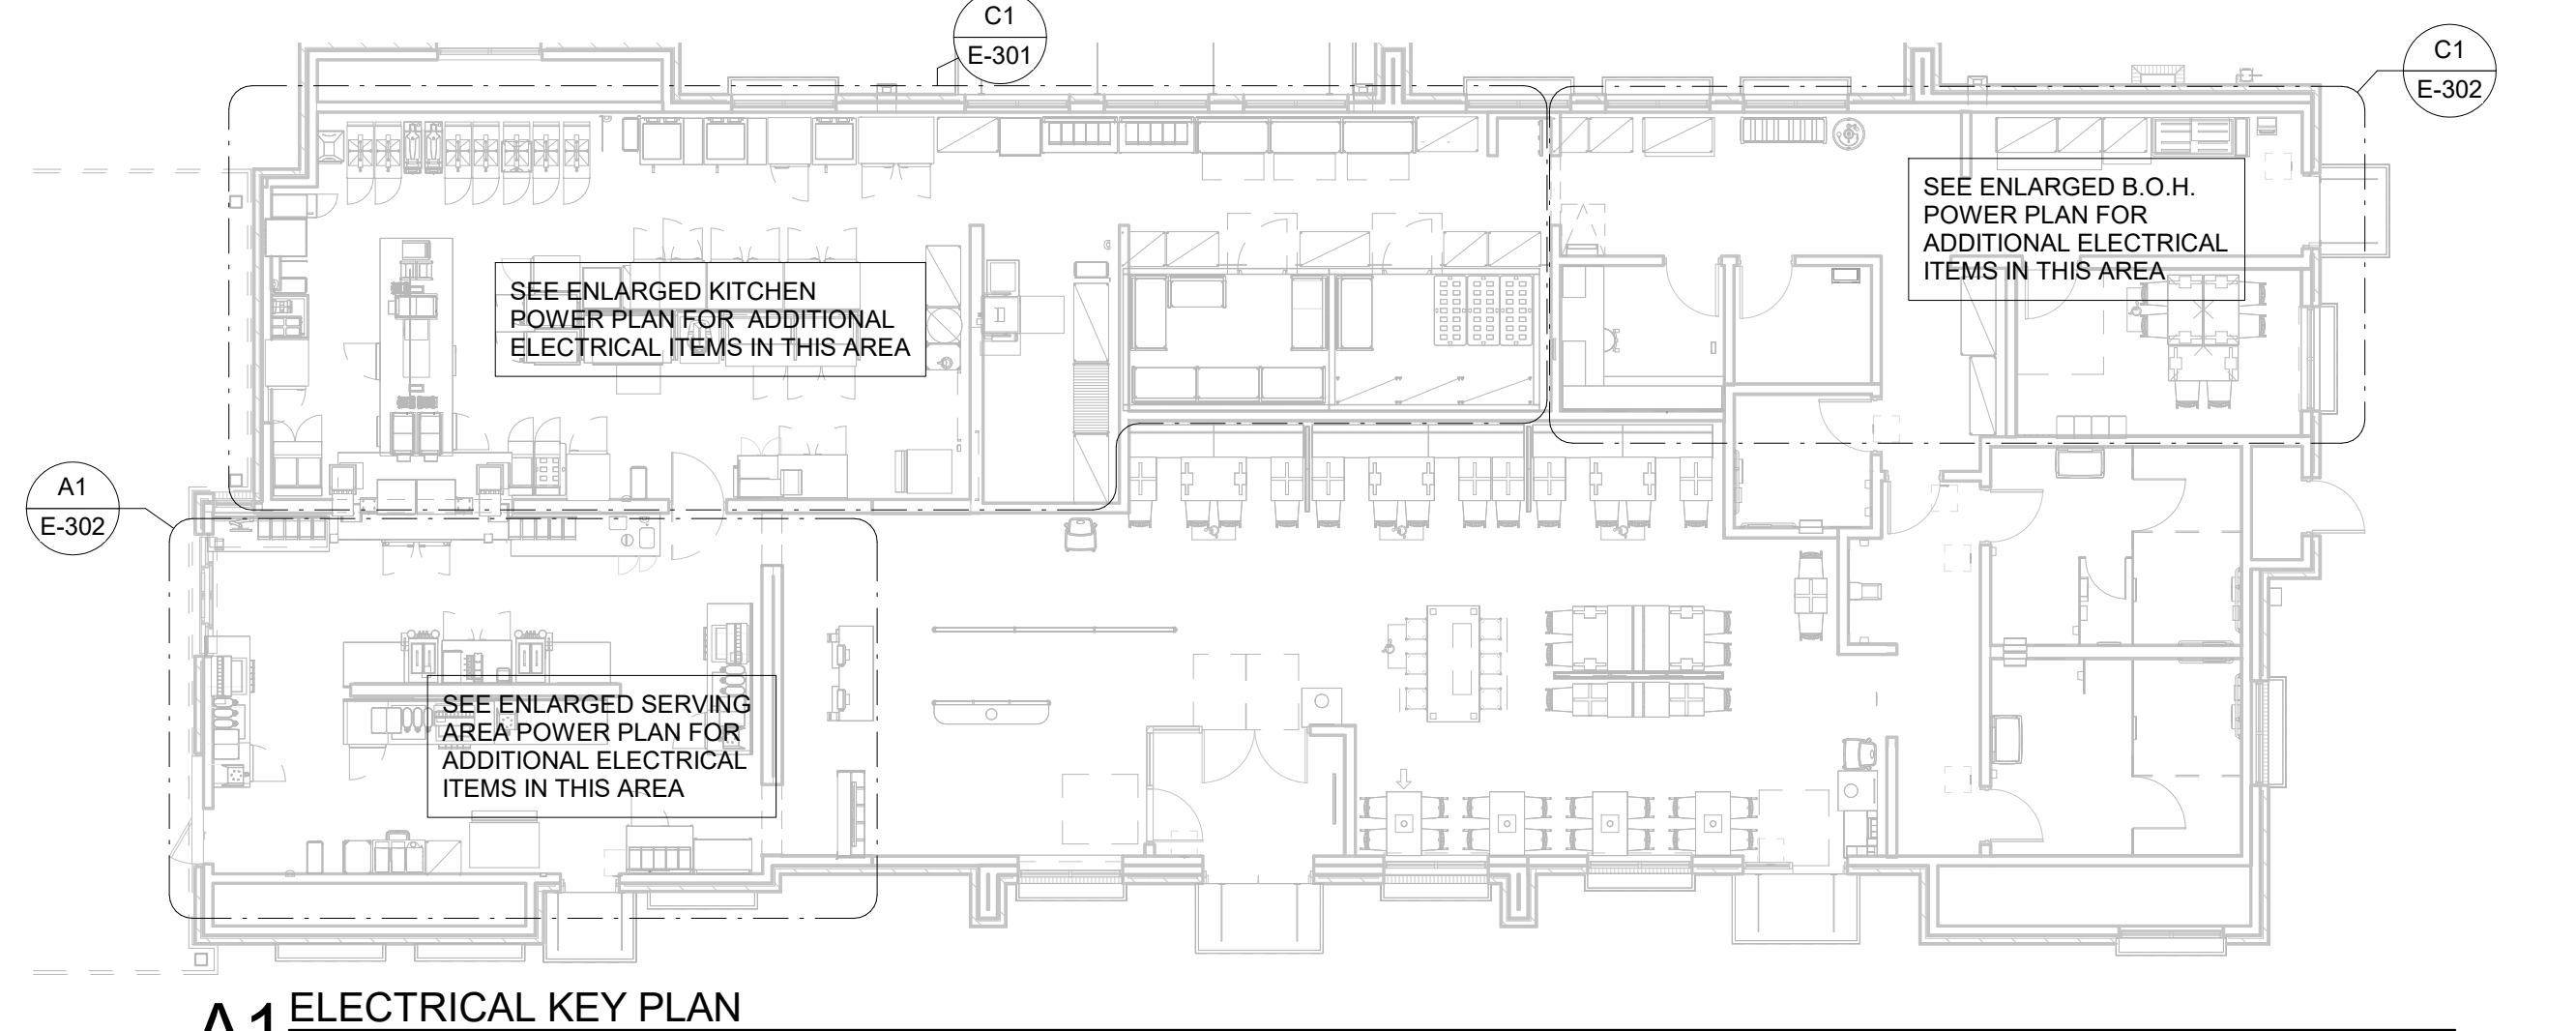 C1
E-301
C1
E-302
SEE ENLARGED B.O.H.
POWER PLAN FOR
ADDITIONAL ELECTRICAL
ITEMS IN THIS AREA
SEE ENLARGED KITCHEN
POWER PLAN FOR ADDITIONAL
ELECTRICAL ITEMS IN THIS AREA
A1
E-302
SEE ENLARGED SERVING
AREA POWER PLAN FOR
ADDITIONAL ELECTRICAL
ITEMS IN THIS AREA
A1 ELECTRICAL KEY PLAN